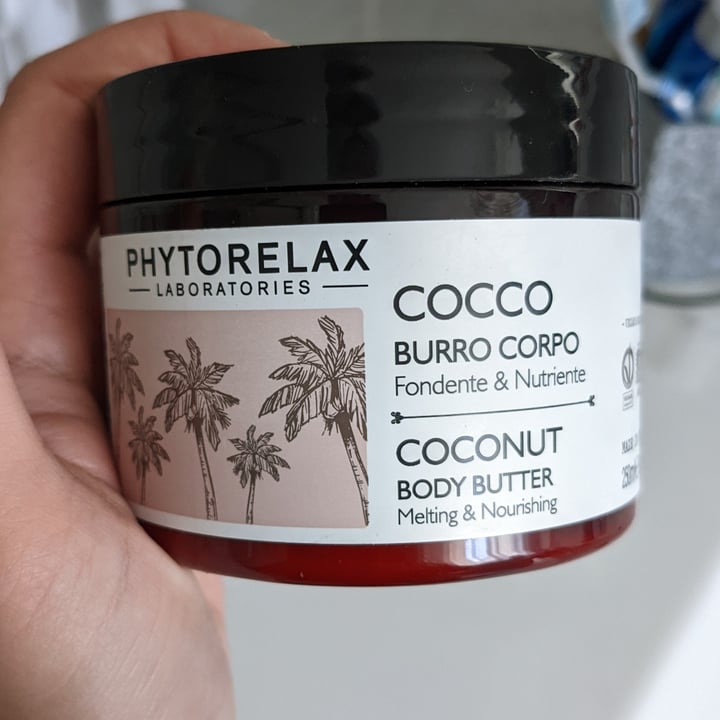 PHYTORELAX
LABORATORIES
COCCO
BURRO CORPO
Fondente & Nutriente
COCONUT
BODY BUTTER
Melting & Nourishing